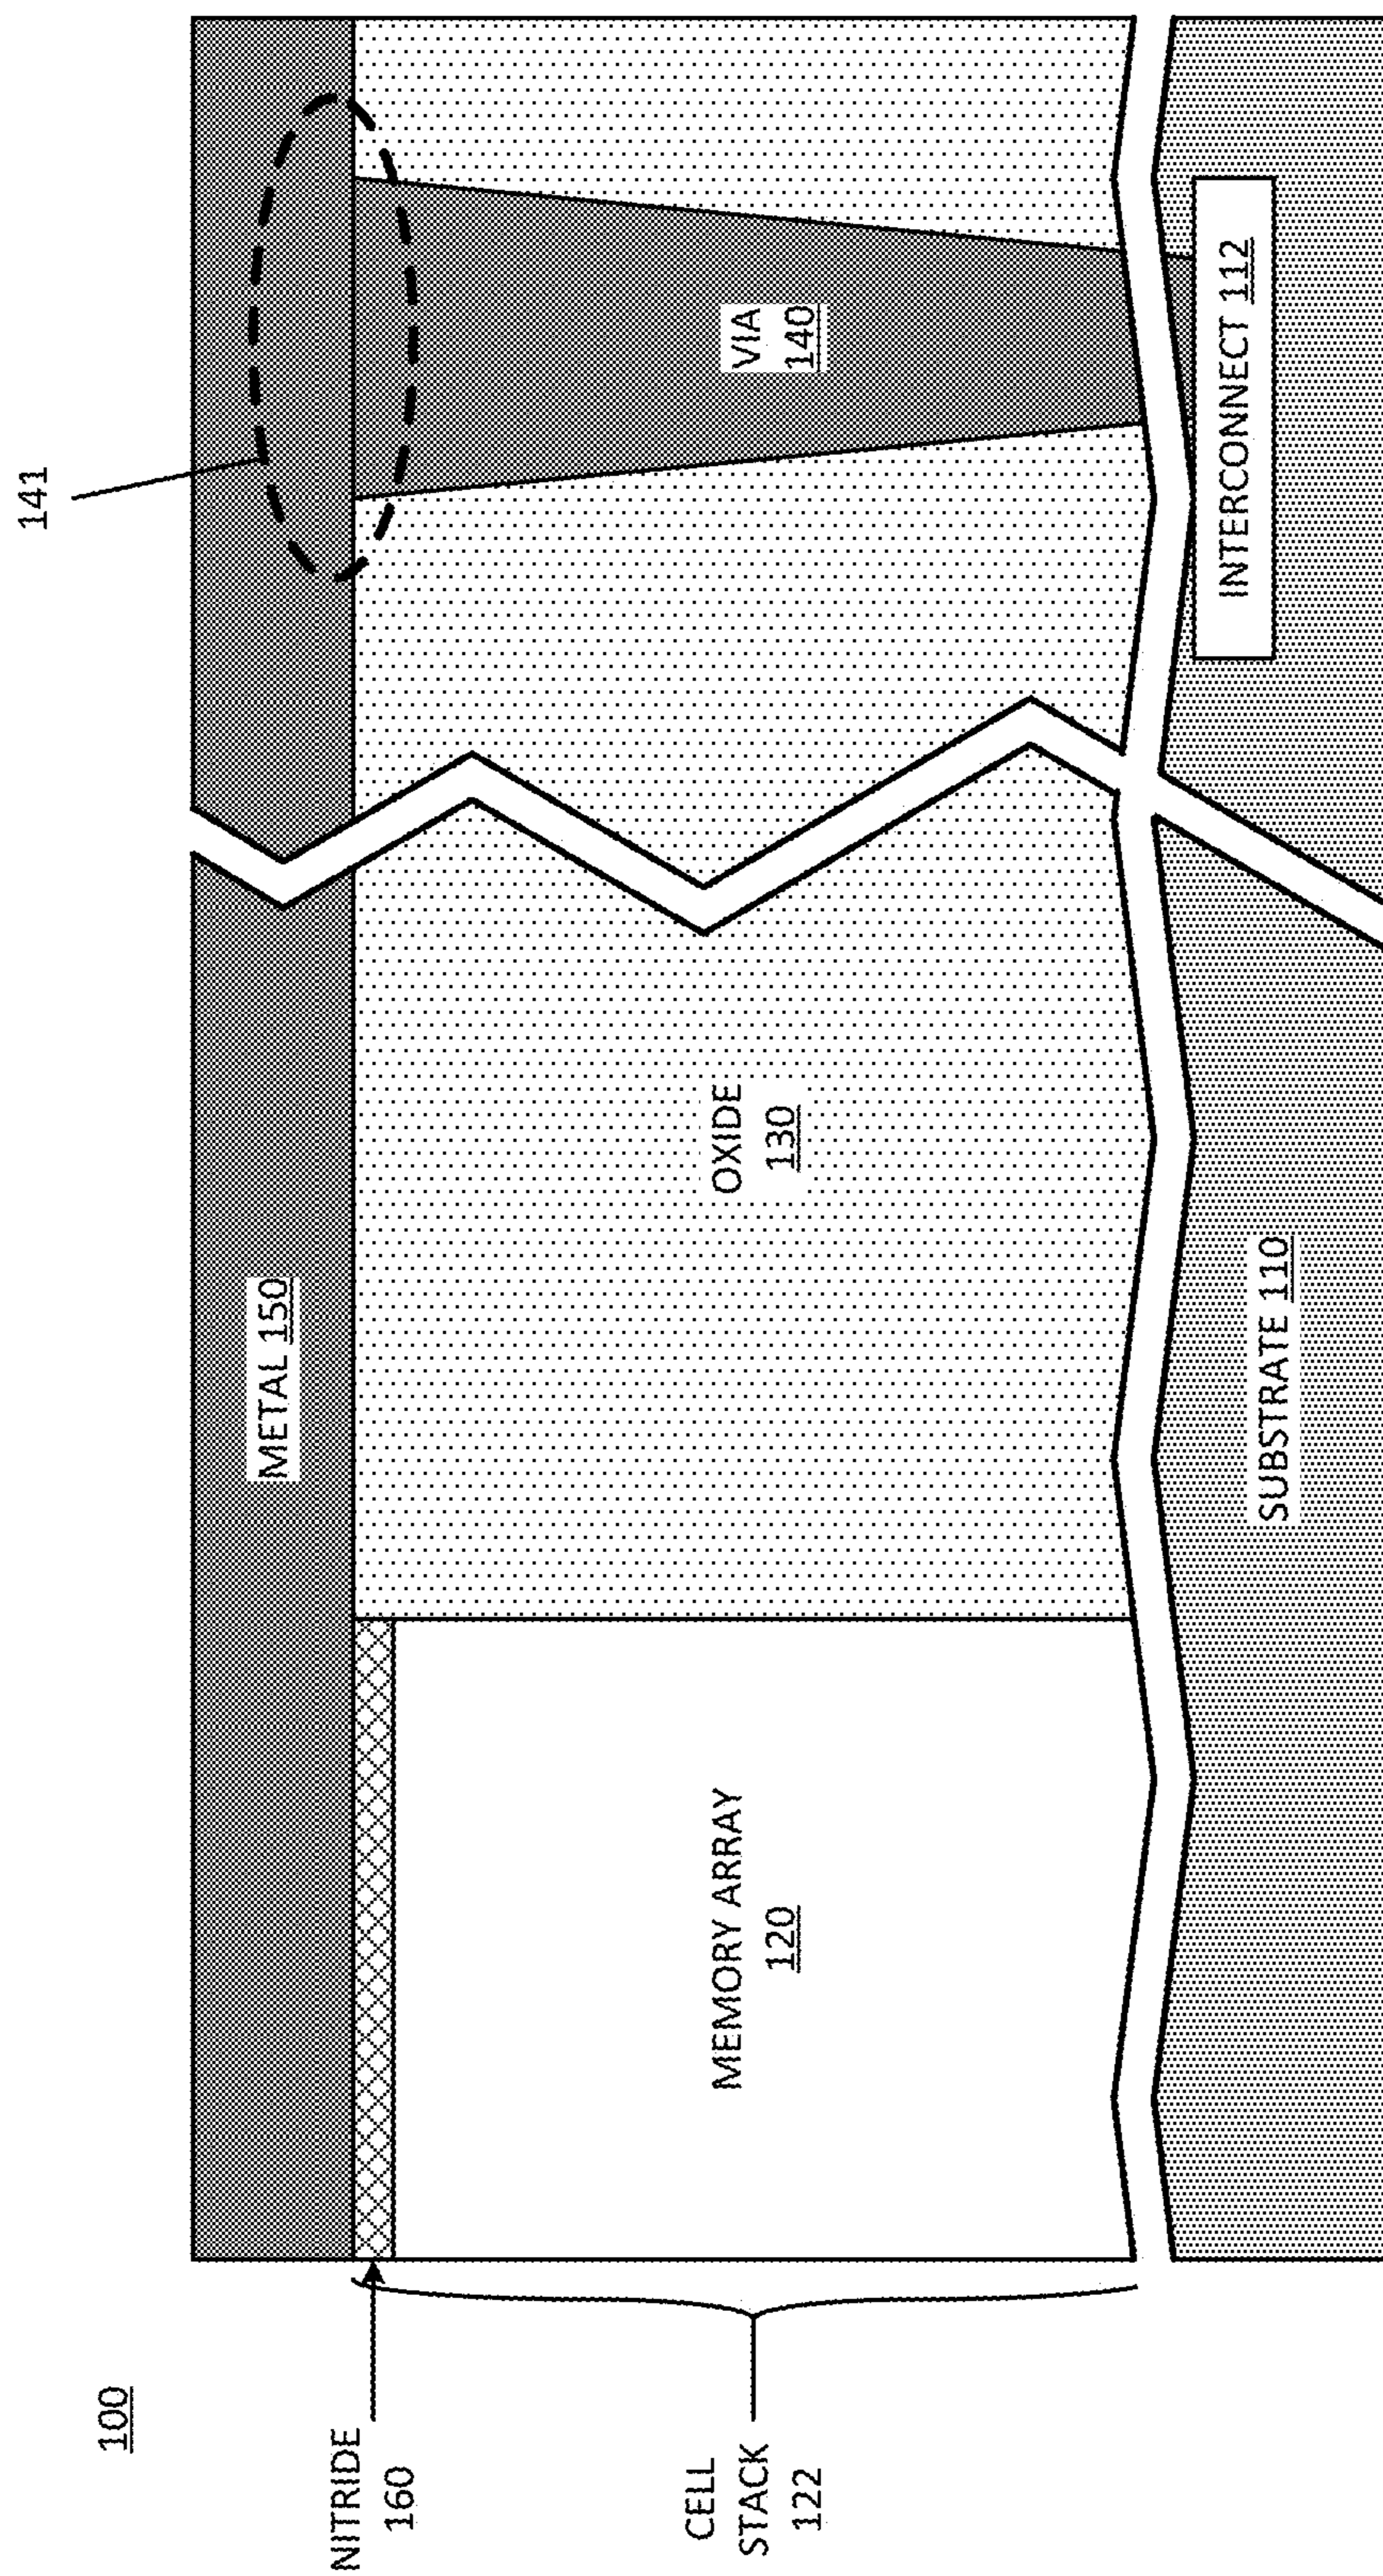 100
141
METAL 150
NITRIDE
160
CELL
STACK
122
MEMORY ARRAY
120
OXIDE
130
VIA
140
SUBSTRATE 110
INTERCONNECT 112